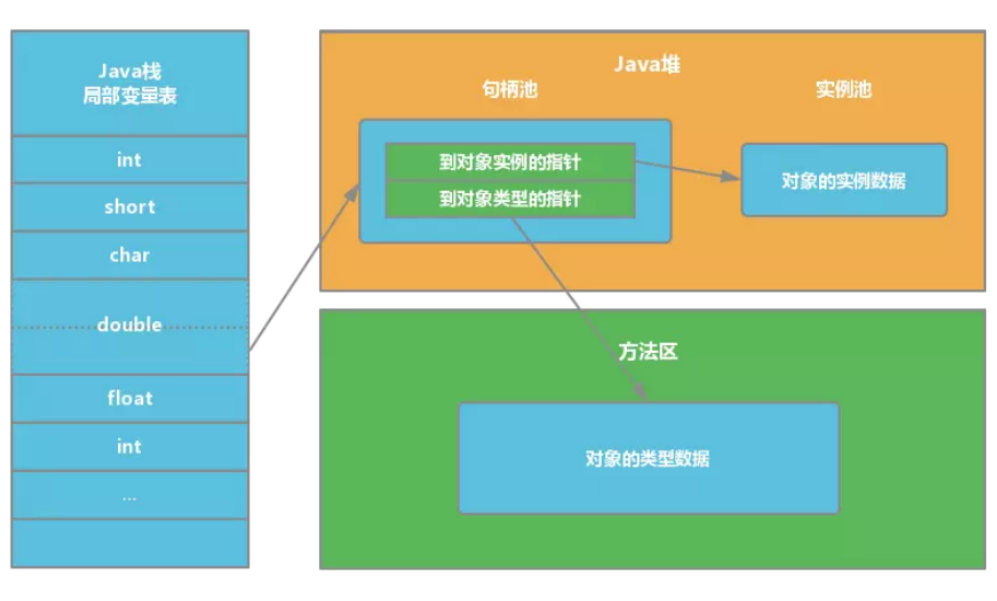 Java栈
局部变量表
int
short
char
double
float
int
...
Java堆
句柄池
实例池
到对象实例的指针
到对象类型的指针
对象的实例数据
方法区
对象的类型数据